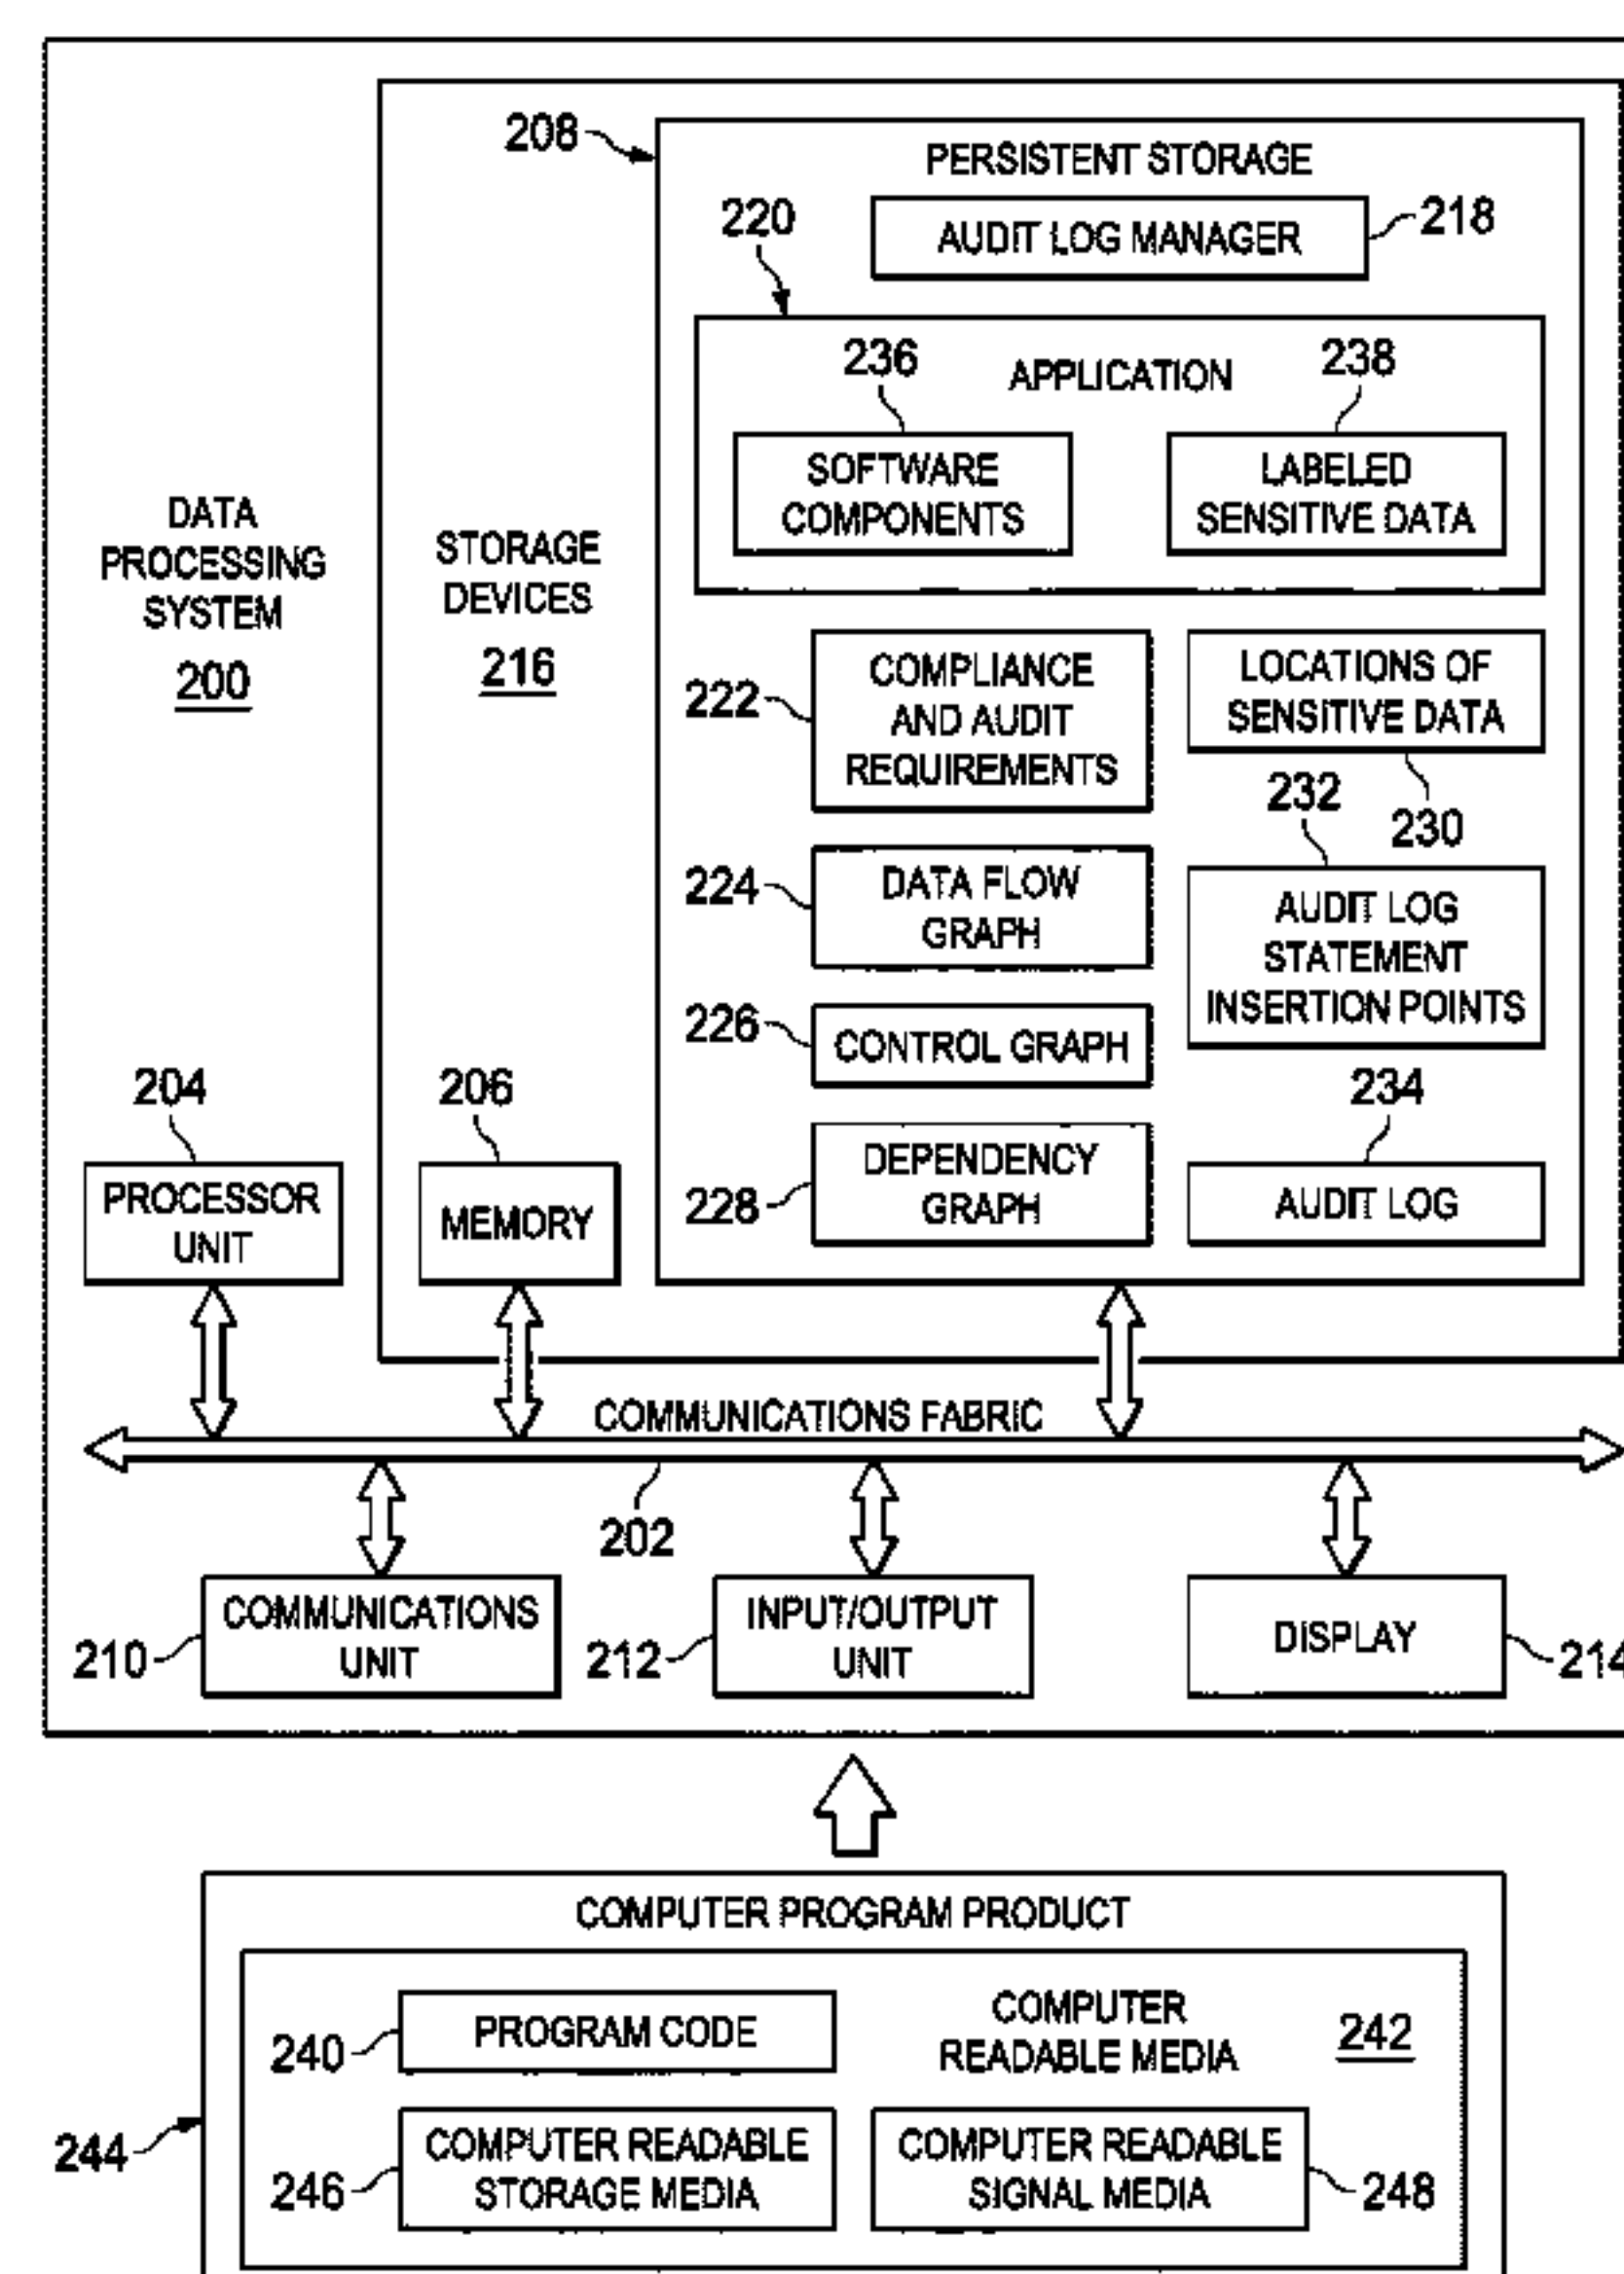 208
PERSISTENT STORAGE
220
AUDIT LOG MANAGER
218
236
APPLICATION
238
SOFTWARE
COMPONENTS
LABELED
SENSITIVE DATA
DATA
PROCESSING
SYSTEM
200
STORAGE
DEVICES
216
222
COMPLIANCE
AND AUDIT
REQUIREMENTS
LOCATIONS OF
SENSITIVE DATA
230
232
224
DATA FLOW
GRAPH
AUDIT LOG
STATEMENT
INSERTION POINTS
226
CONTROL GRAPH
204
206
234
PROCESSOR
UNIT
MEMORY
228
DEPENDENCY
GRAPH
AUDIT LOG
COMMUNICATIONS FABRIC
202
210
COMMUNICATIONS
UNIT
212
INPUT/OUTPUT
UNIT
DISPLAY
214
COMPUTER PROGRAM PRODUCT
240
PROGRAM CODE
COMPUTER
READABLE MEDIA
242
244
246
COMPUTER READABLE
STORAGE MEDIA
COMPUTER READABLE
SIGNAL MEDIA
248